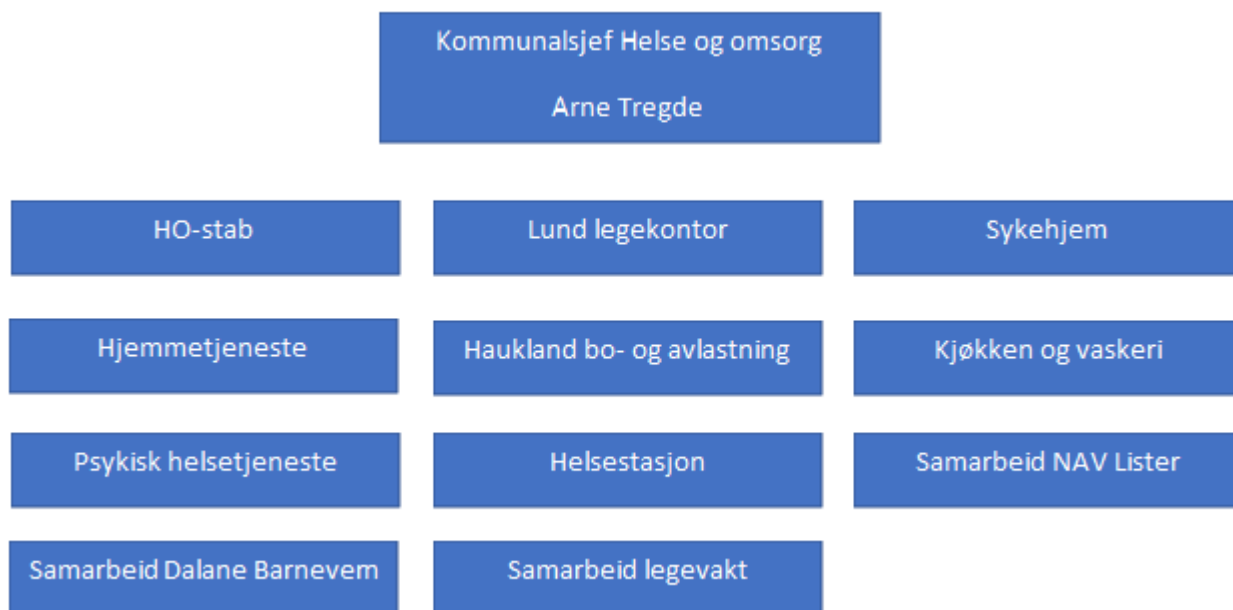 Kommunalsjef Helse og omsorg
Arne Tregde
HO-stab
Lund legekontor
Sykehjem
Hjemmetjeneste
Haukland bo- og avlastning
Kjøkken og vaskeri
Psykisk helsetjeneste
Helsestasjon
Samarbeid NAV Lister
Samarbeid Dalane Barnevern
Samarbeid legevakt